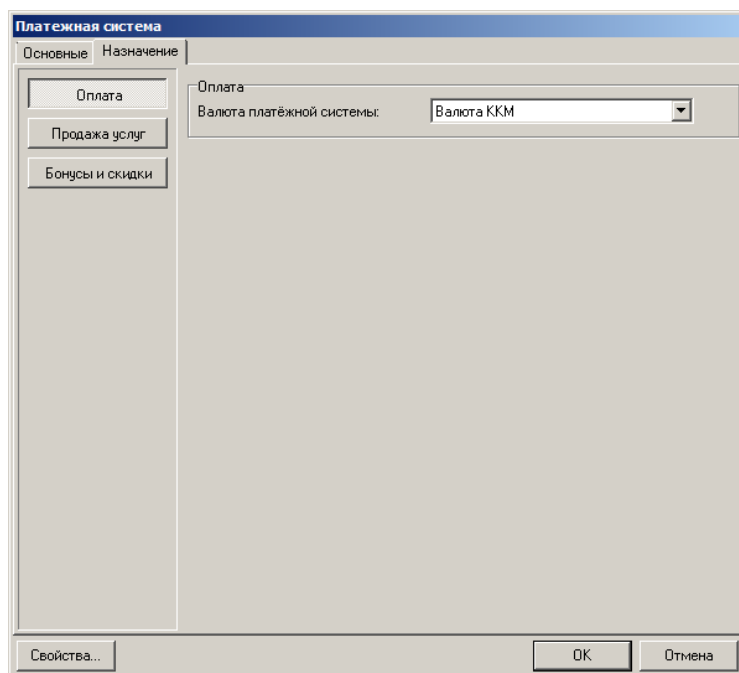 Платежная система
Основные Назначение
Оплата
Продажа услуг
Бонусы и скидки
Оплата
Валюта платёжной системы: Валюта ККМ
Свойства... OK Отмена